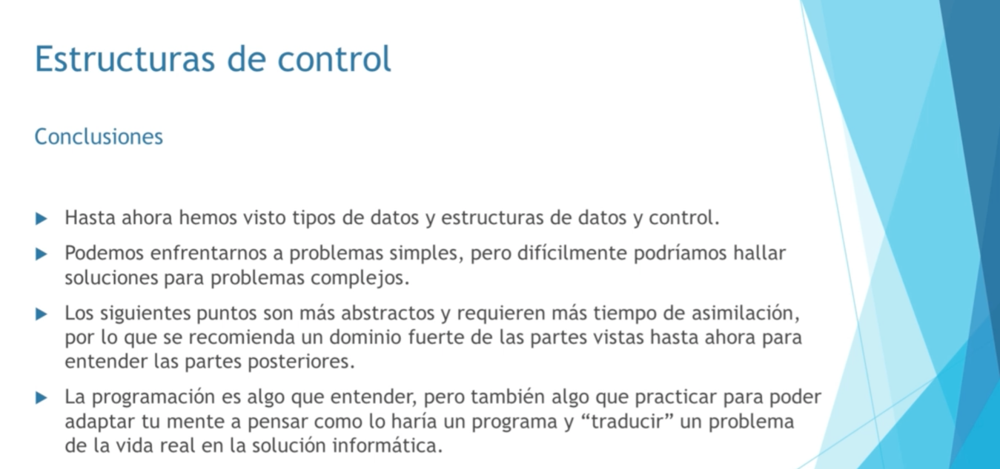 Estructuras de control
Conclusiones
Hasta ahora hemos visto tipos de datos y estructuras de datos y control.
Podemos enfrentarnos a problemas simples, pero difícilmente podríamos hallar
soluciones para problemas complejos.
Los siguientes puntos son más abstractos y requieren más tiempo de asimilación,
por lo que se recomienda un dominio fuerte de las partes vistas hasta ahora para
entender las partes posteriores.
La programación es algo que entender, pero también algo que practicar para poder
adaptar tu mente a pensar como lo haría un programa y “traducir” un problema
de la vida real en la solución informática.